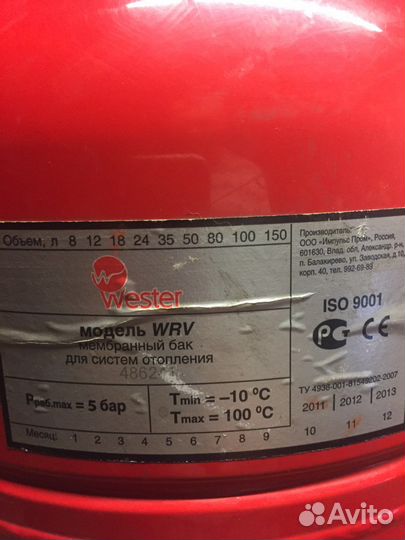 Объем, л 8 12 18 24 35 50 80 100 150
Wester
модель WRV
мембранный бак
для систем отопления
Pраб.max = 5 бар
Tmin = –10 °C
Tmax = 100 °C
Месяц: 1 2 3 4 5 6 7 8 9
Производитель:
ООО «Импульс Пром», Россия,
601630, Влад. обл, Александр. р-н,
п. Балакирево, ул. Заводская, д.10,
корп. 40, тел. 992-69-89
ISO 9001
РС CE
ТУ 4938-001-81549202-2007
2011 2012 2013
10 11 12
Avito